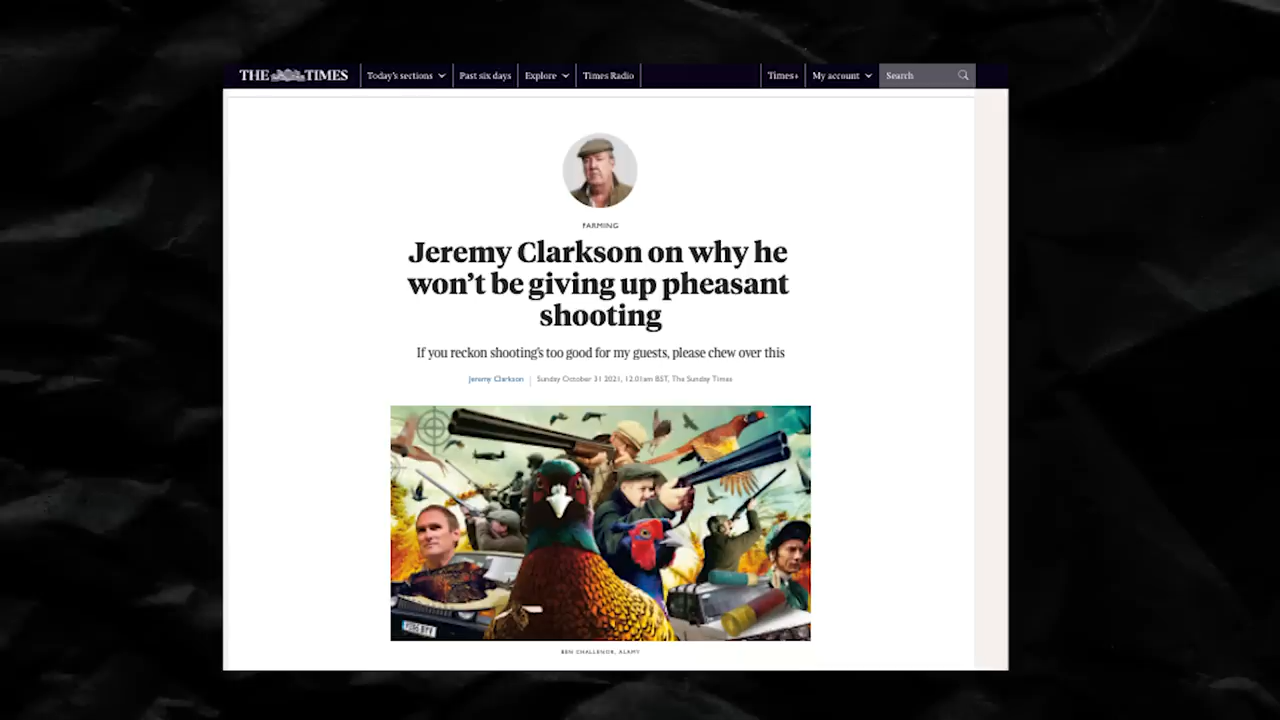 THE TIMES
Today's sections
Past six days
Explore
Times Radio
Times+
My account
Search
FARMING
Jeremy Clarkson on why he
won't be giving up pheasant
shooting
If you reckon shooting's too good for my guests, please chew over this
Jeremy Clarkson | Sunday October 31 2021, 12.01am BST, The Sunday Times
BEN CHALLENOR, ALAMY